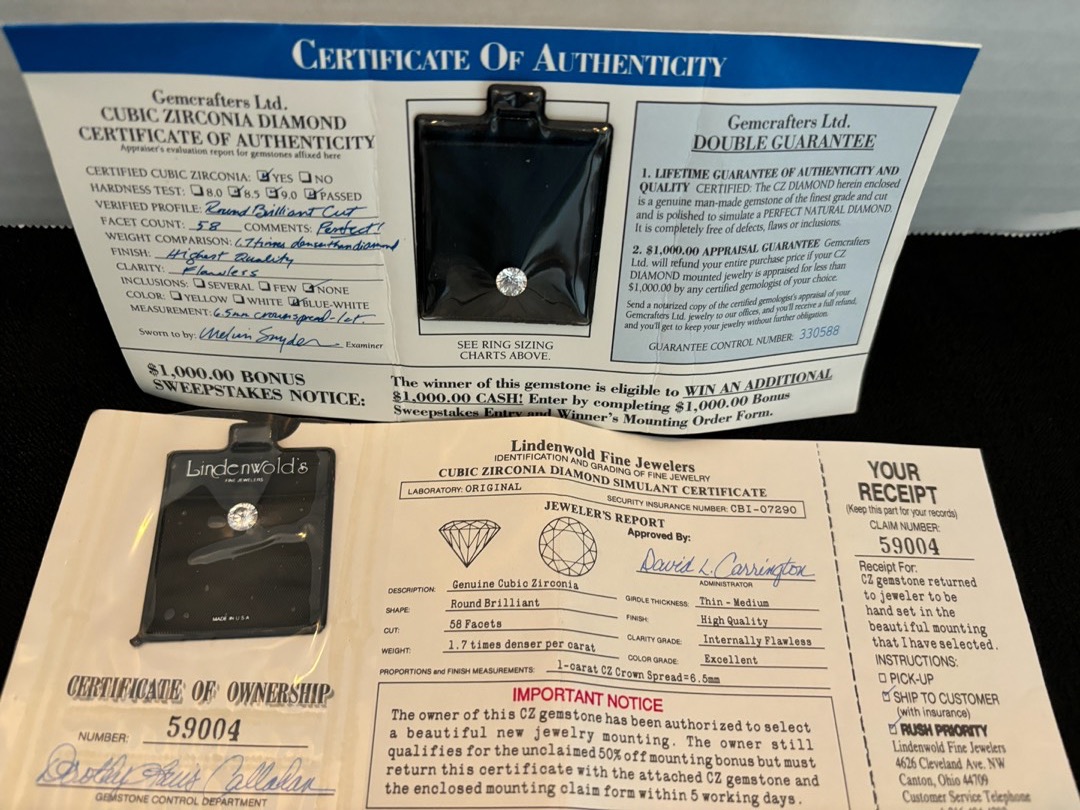 CERTIFICATE OF AUTHENTICITY
Gemcrafters Ltd.
CUBIC ZIRCONIA DIAMOND
CERTIFICATE OF AUTHENTICITY
Appraiser's evaluation report for gemstones affixed here
CERTIFIED CUBIC ZIRCONIA: YES NO
HARDNESS TEST: 8.0 8.5 9.0 PASSED
VERIFIED PROFILE: Round Brilliant Cut
FACET COUNT: 58 COMMENTS: Perfect!
WEIGHT COMPARISON: 1.7 times denser than diamond
FINISH: Highest Quality
CLARITY: Flawless
INCLUSIONS: SEVERAL FEW NONE
COLOR: YELLOW WHITE BLUE-WHITE
MEASUREMENT: 6.5mm crown spread-1ct.
Sworn to by: Melvin Snyder Examiner
SEE RING SIZING
CHARTS ABOVE.
Gemcrafters Ltd.
DOUBLE GUARANTEE
1. LIFETIME GUARANTEE OF AUTHENTICITY AND
QUALITY CERTIFIED: The CZ DIAMOND herein enclosed
is a genuine man-made gemstone of the finest grade and cut
and is polished to simulate a PERFECT NATURAL DIAMOND.
It is completely free of defects, flaws or inclusions.
2. $1,000.00 APPRAISAL GUARANTEE Gemcrafters
Ltd. will refund your entire purchase price if your CZ
DIAMOND mounted jewelry is appraised for less than
$1,000.00 by any certified gemologist of your choice.
Send a notarized copy of the certified gemologist's appraisal of your
Gemcrafters Ltd. jewelry to our offices, and you'll receive a full refund,
and you'll get to keep your jewelry without further obligation.
GUARANTEE CONTROL NUMBER: 330588
$1,000.00 BONUS
SWEEPSTAKES NOTICE:
The winner of this gemstone is eligible to WIN AN ADDITIONAL
$1,000.00 CASH! Enter by completing $1,000.00 Bonus
Sweepstakes Entry and Winner's Mounting Order Form.
Lindenwold's
FINE JEWELERS
MADE IN U.S.A.
CERTIFICATE OF OWNERSHIP
NUMBER: 59004
GEMSTONE CONTROL DEPARTMENT
Lindenwold Fine Jewelers
IDENTIFICATION AND GRADING OF FINE JEWELRY
CUBIC ZIRCONIA DIAMOND SIMULANT CERTIFICATE
LABORATORY: ORIGINAL SECURITY INSURANCE NUMBER: CBI-07290
JEWELER'S REPORT
Approved By:
David L. Carrington
ADMINISTRATOR
DESCRIPTION: Genuine Cubic Zirconia
SHAPE: Round Brilliant
CUT: 58 Facets
WEIGHT: 1.7 times denser per carat
GIRDLE THICKNESS: Thin - Medium
FINISH: High Quality
CLARITY GRADE: Internally Flawless
COLOR GRADE: Excellent
PROPORTIONS and FINISH MEASUREMENTS: 1-carat CZ Crown Spread=6.5mm
IMPORTANT NOTICE
The owner of this CZ gemstone has been authorized to select
a beautiful new jewelry mounting. The owner still
qualifies for the unclaimed 50% off mounting bonus but must
return this certificate with the attached CZ gemstone and
the enclosed mounting claim form within 5 working days.
YOUR
RECEIPT
(Keep this part for your records)
CLAIM NUMBER:
59004
Receipt For:
CZ gemstone returned
to jeweler to be
hand set in the
beautiful mounting
that I have selected.
INSTRUCTIONS:
PICK-UP
SHIP TO CUSTOMER
(with insurance)
RUSH PRIORITY
Lindenwold Fine Jewelers
4626 Cleveland Ave. NW
Canton, Ohio 44709
Customer Service Telephone